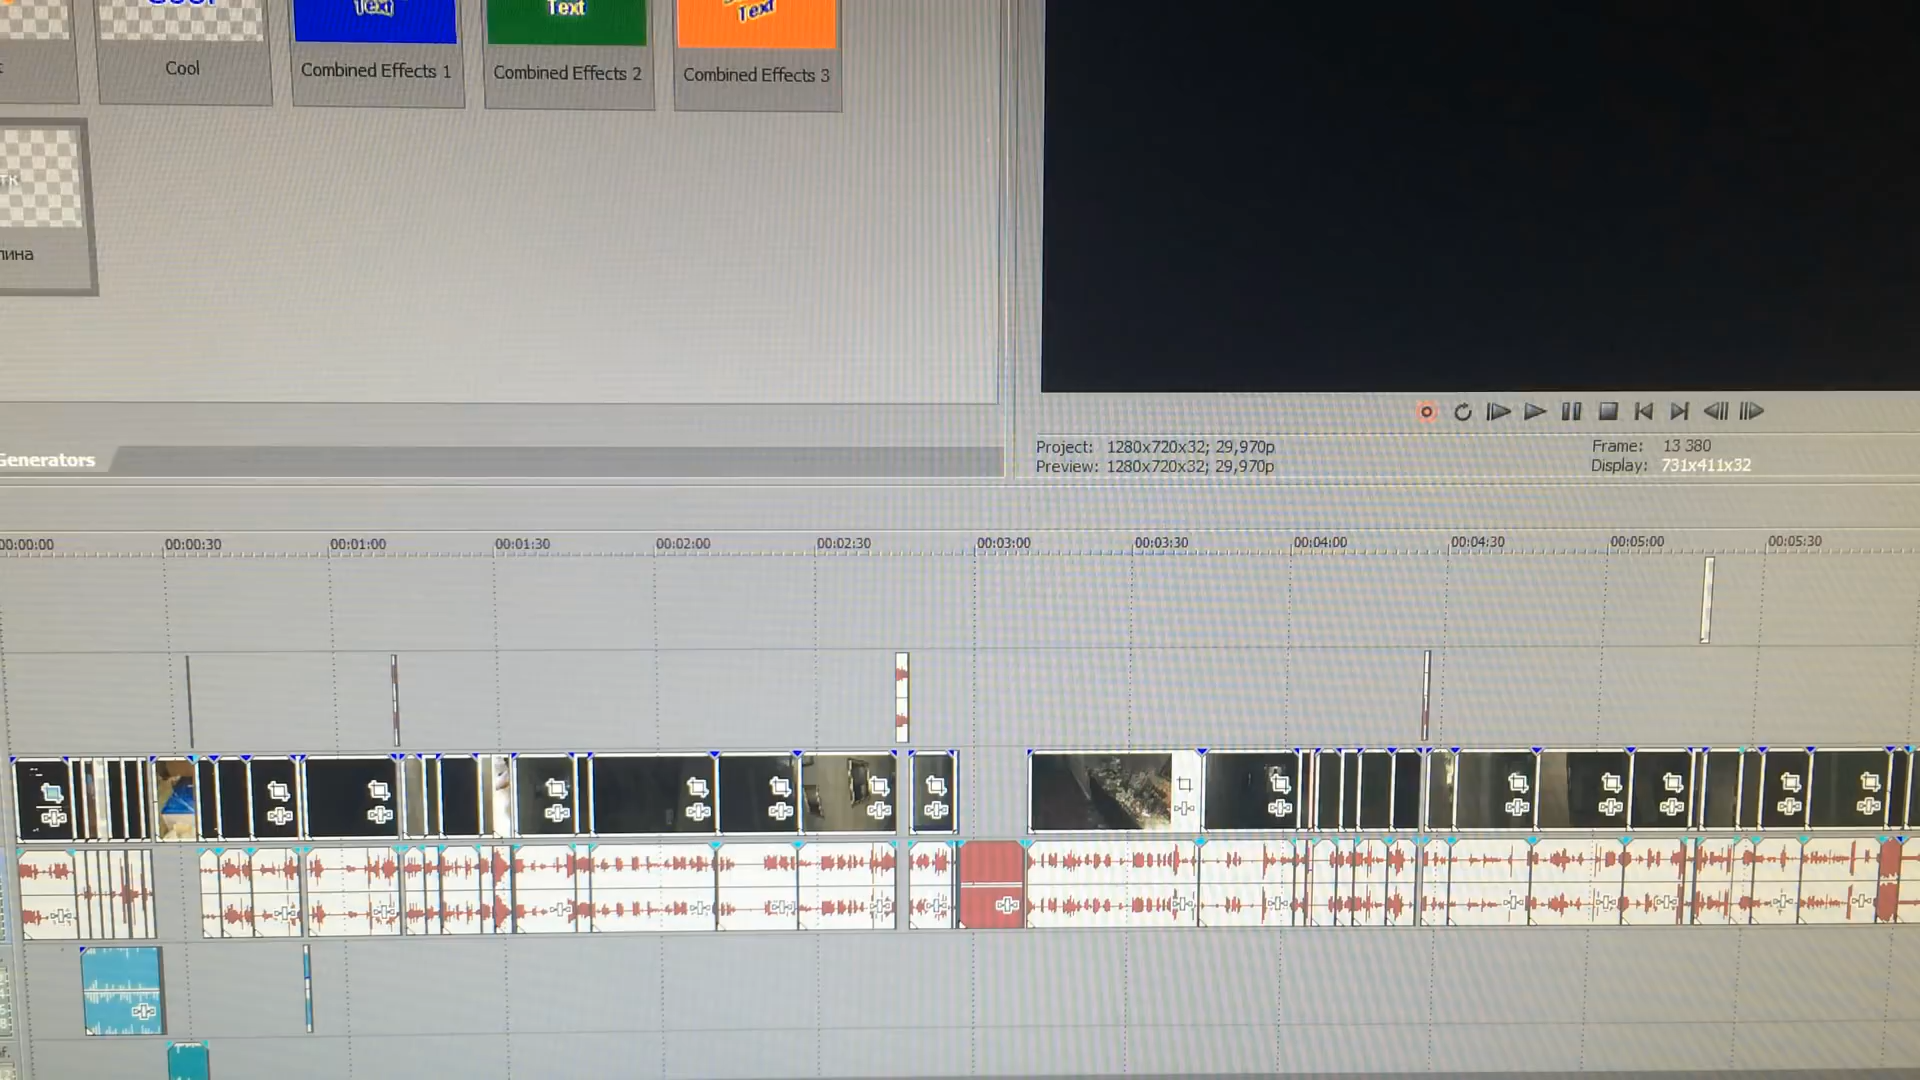 Text
Text
Text
Cool
Combined Effects 1
Combined Effects 2
Combined Effects 3
Generators
Project: 1280x720x32; 29,970p
Preview: 1280x720x32; 29,970p
Frame: 13 380
Display: 731x411x32
00:00:00
00:00:30
00:01:00
00:01:30
00:02:00
00:02:30
00:03:00
00:03:30
00:04:00
00:04:30
00:05:00
00:05:30